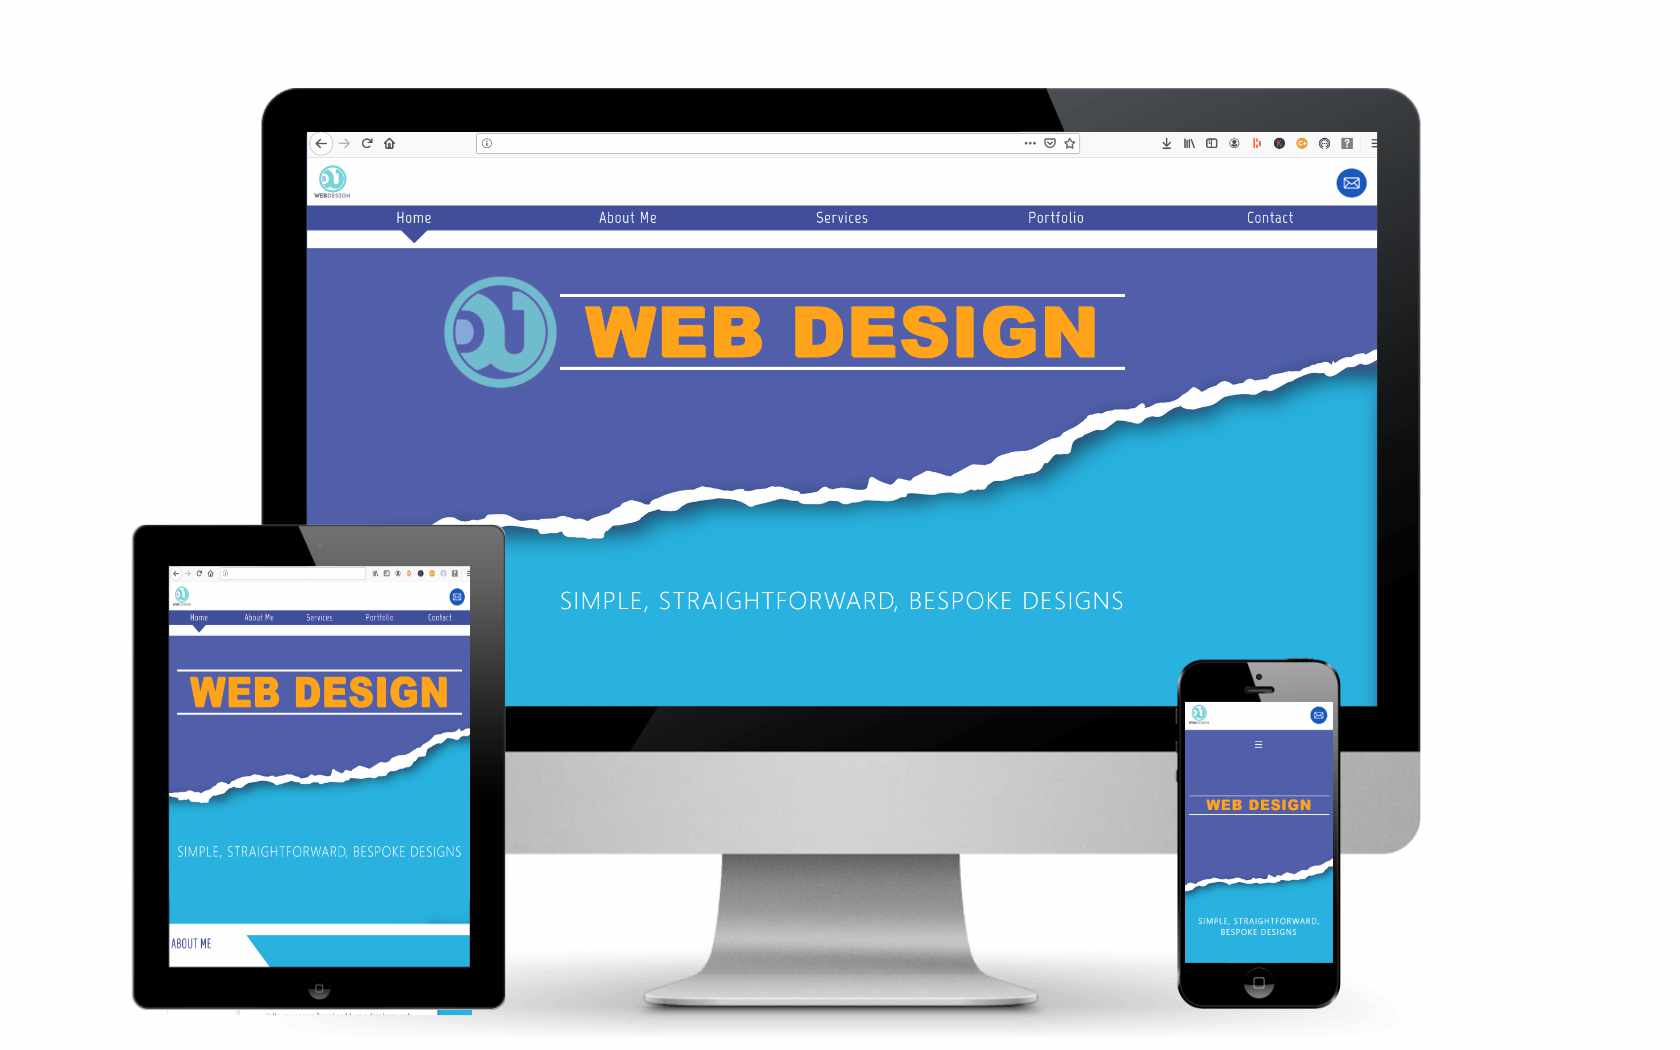 WEBDESIGN
Home About Me Services Portfolio Contact
WEB DESIGN
SIMPLE, STRAIGHTFORWARD, BESPOKE DESIGNS
Home About Me Services Portfolio Contact
WEB DESIGN
SIMPLE, STRAIGHTFORWARD, BESPOKE DESIGNS
ABOUT ME
WEB DESIGN
SIMPLE, STRAIGHTFORWARD,
BESPOKE DESIGNS